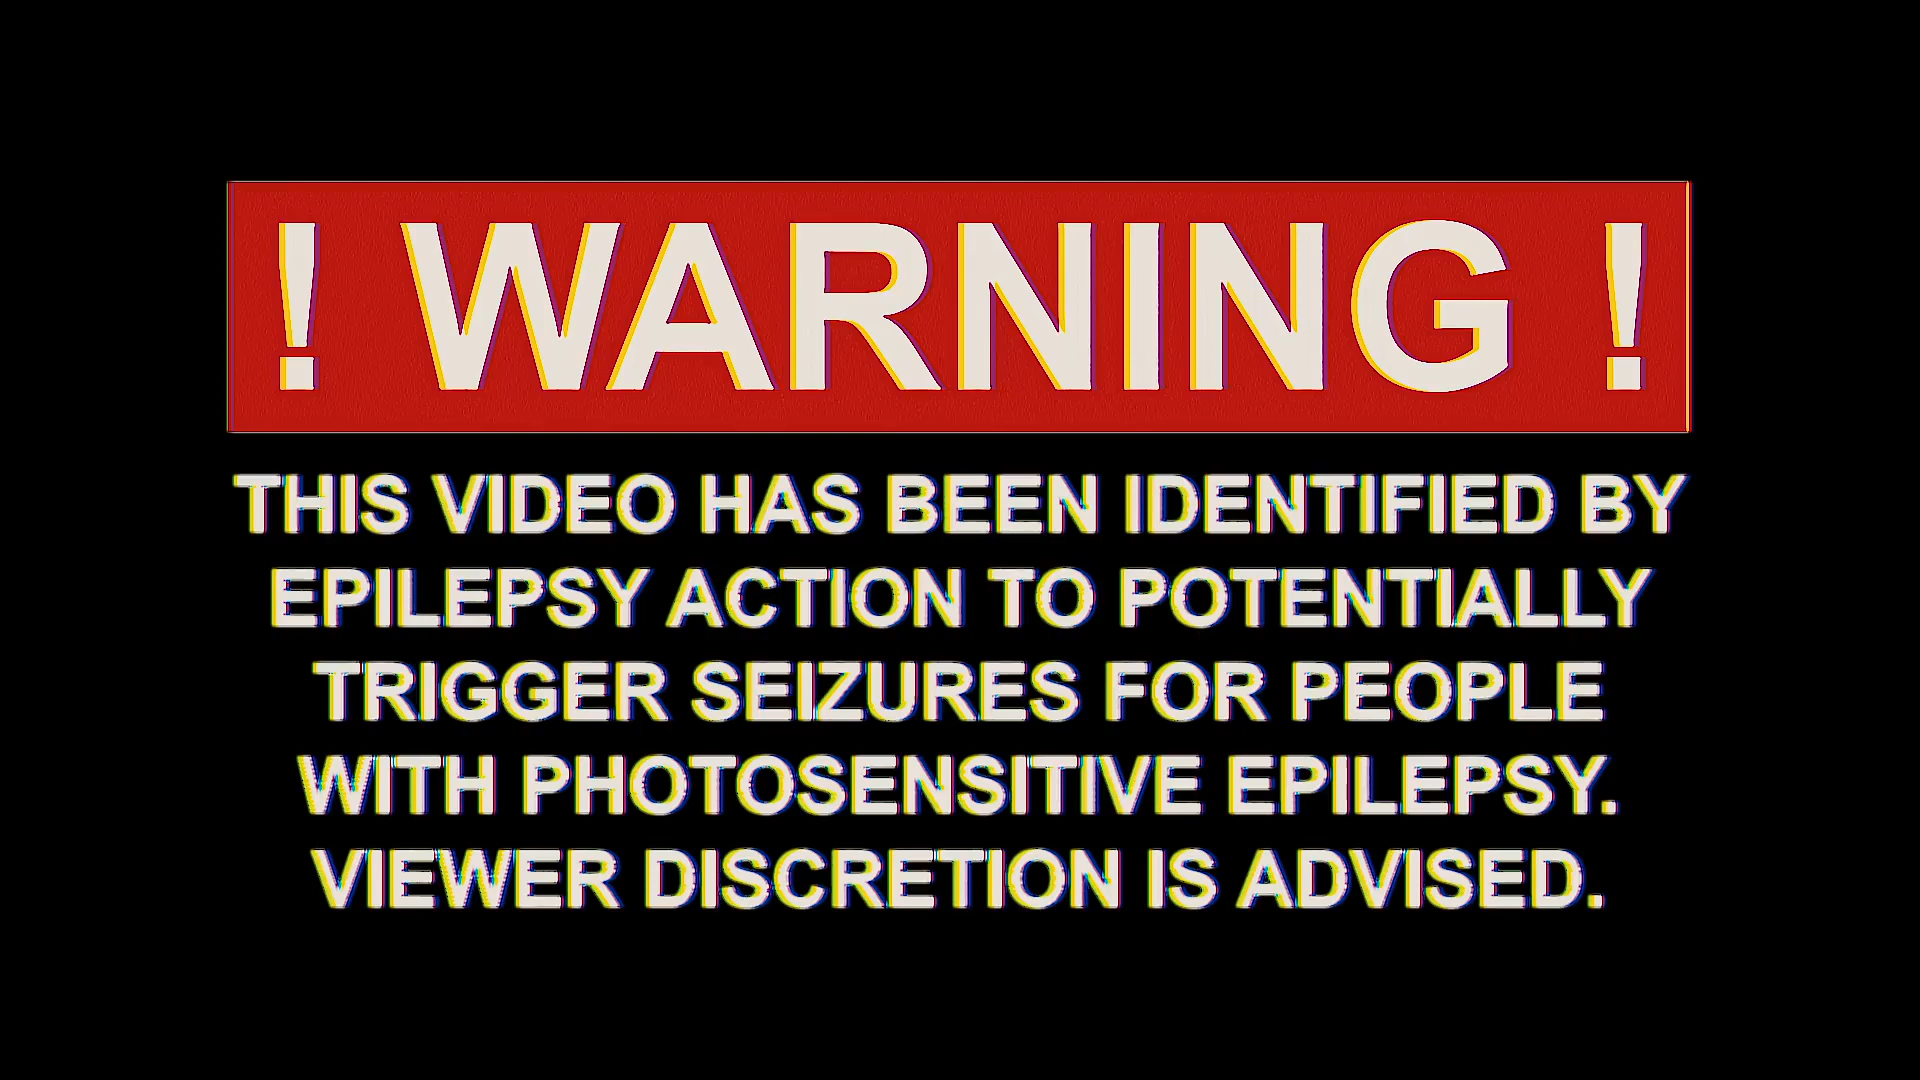 ! WARNING !
THIS VIDEO HAS BEEN IDENTIFIED BY
EPILEPSY ACTION TO POTENTIALLY
TRIGGER SEIZURES FOR PEOPLE
WITH PHOTOSENSITIVE EPILEPSY.
VIEWER DISCRETION IS ADVISED.